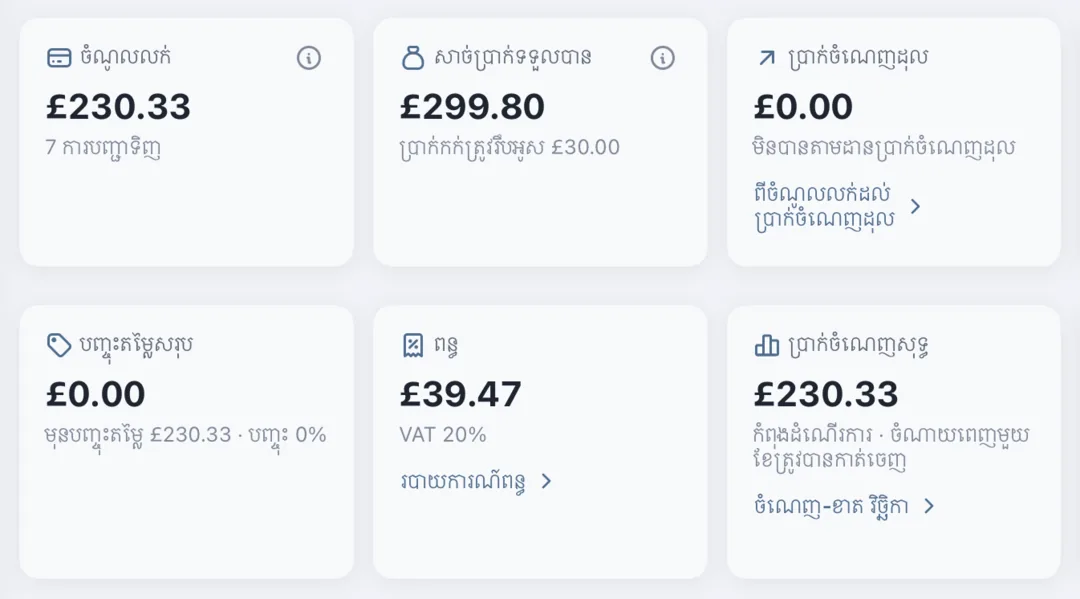 ចំណូលលក់
£230.33
7 ការបញ្ជាទិញ
សាច់ប្រាក់ទទួលបាន
£299.80
ប្រាក់កក់ត្រូវរឹបអូស £30.00
ប្រាក់ចំណេញដុល
£0.00
មិនបានតាមដានប្រាក់ចំណេញដុល
ពីចំណូលលក់ដល់
ប្រាក់ចំណេញដុល
បញ្ចុះតម្លៃសរុប
£0.00
មុនបញ្ចុះតម្លៃ £230.33 · បញ្ចុះ 0%
ពន្ធ
£39.47
VAT 20%
របាយការណ៍ពន្ធ
ប្រាក់ចំណេញសុទ្ធ
£230.33
កំពុងដំណើរការ · ចំណាយពេញមួយ
ខែត្រូវបានកាត់ចេញ
ចំណេញ-ខាត វិច្ឆិកា